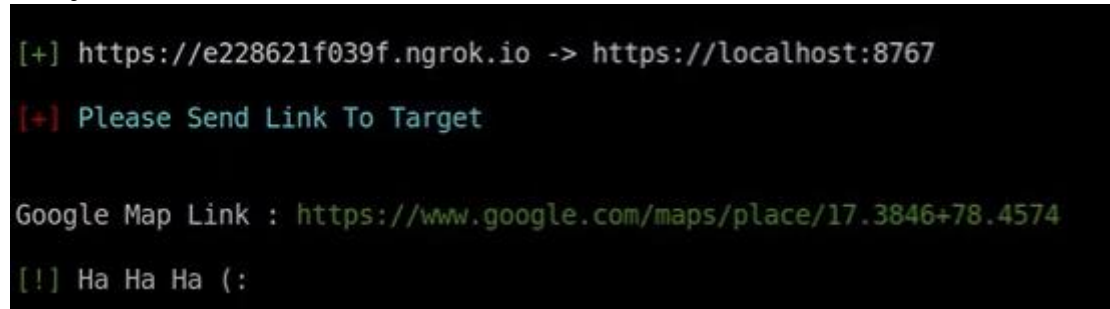 [+] https://e228621f039f.ngrok.io -> https://localhost:8767
[+] Please Send Link To Target
Google Map Link : https://www.google.com/maps/place/17.3846+78.4574
[!] Ha Ha Ha (: